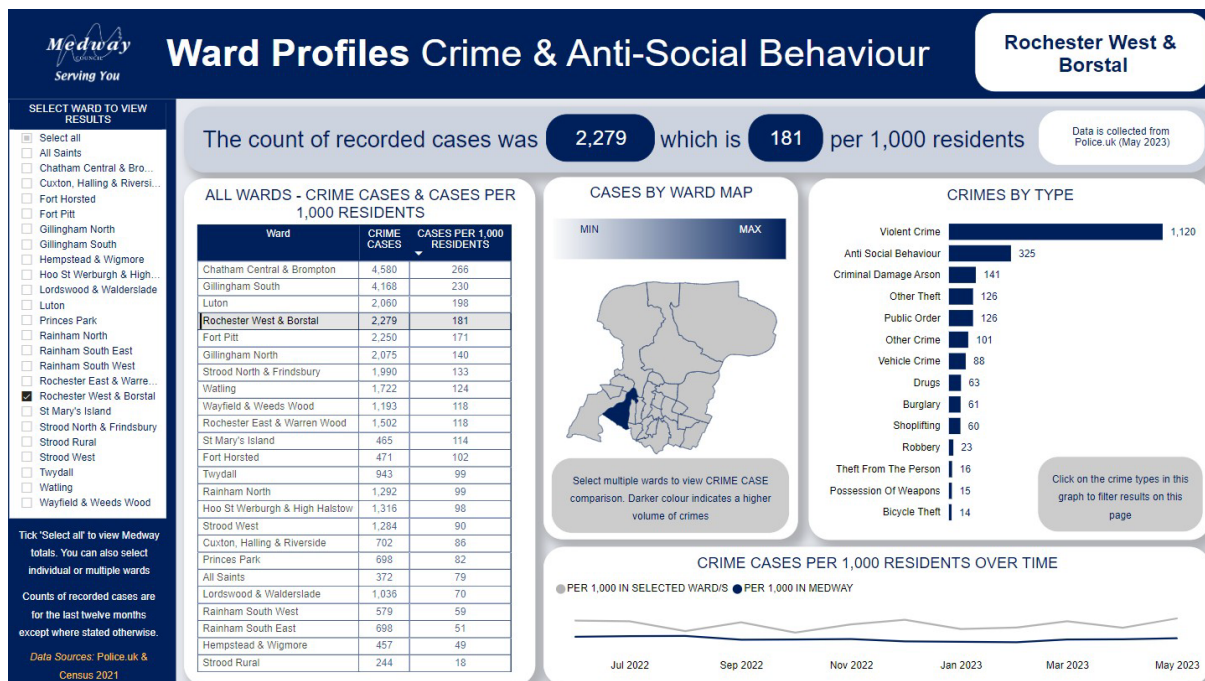 Medway
COUNCIL
Serving You
Ward Profiles Crime & Anti-Social Behaviour
Rochester West &
Borstal
SELECT WARD TO VIEW
RESULTS
Select all
All Saints
Chatham Central & Bro...
Cuxton, Halling & Riversi...
Fort Horsted
Fort Pitt
Gillingham North
Gillingham South
Hempstead & Wigmore
Hoo St Werburgh & High...
Lordswood & Walderslade
Luton
Princes Park
Rainham North
Rainham South East
Rainham South West
Rochester East & Warre...
Rochester West & Borstal
St Mary's Island
Strood North & Frindsbury
Strood Rural
Strood West
Twydall
Watling
Wayfield & Weeds Wood
Tick 'Select all' to view Medway
totals. You can also select
individual or multiple wards
Counts of recorded cases are
for the last twelve months
except where stated otherwise.
Data Sources: Police.uk &
Census 2021
The count of recorded cases was 2,279 which is 181 per 1,000 residents
Data is collected from
Police.uk (May 2023)
ALL WARDS - CRIME CASES & CASES PER
1,000 RESIDENTS
Ward CRIME CASES CASES PER 1,000 RESIDENTS
Chatham Central & Brompton 4,580 266
Gillingham South 4,168 230
Luton 2,060 198
Rochester West & Borstal 2,279 181
Fort Pitt 2,250 171
Gillingham North 2,075 140
Strood North & Frindsbury 1,990 133
Watling 1,722 124
Wayfield & Weeds Wood 1,193 118
Rochester East & Warren Wood 1,502 118
St Mary's Island 465 114
Fort Horsted 471 102
Twydall 943 99
Rainham North 1,292 99
Hoo St Werburgh & High Halstow 1,316 98
Strood West 1,284 90
Cuxton, Halling & Riverside 702 86
Princes Park 698 82
All Saints 372 79
Lordswood & Walderslade 1,036 70
Rainham South West 579 59
Rainham South East 698 51
Hempstead & Wigmore 457 49
Strood Rural 244 18
CASES BY WARD MAP
MIN MAX
Select multiple wards to view CRIME CASE
comparison. Darker colour indicates a higher
volume of crimes
CRIMES BY TYPE
Violent Crime 1,120
Anti Social Behaviour 325
Criminal Damage Arson 141
Other Theft 126
Public Order 126
Other Crime 101
Vehicle Crime 88
Drugs 63
Burglary 61
Shoplifting 60
Robbery 23
Theft From The Person 16
Possession Of Weapons 15
Bicycle Theft 14
Click on the crime types in this
graph to filter results on this
page
CRIME CASES PER 1,000 RESIDENTS OVER TIME
PER 1,000 IN SELECTED WARD/S PER 1,000 IN MEDWAY
Jul 2022 Sep 2022 Nov 2022 Jan 2023 Mar 2023 May 2023